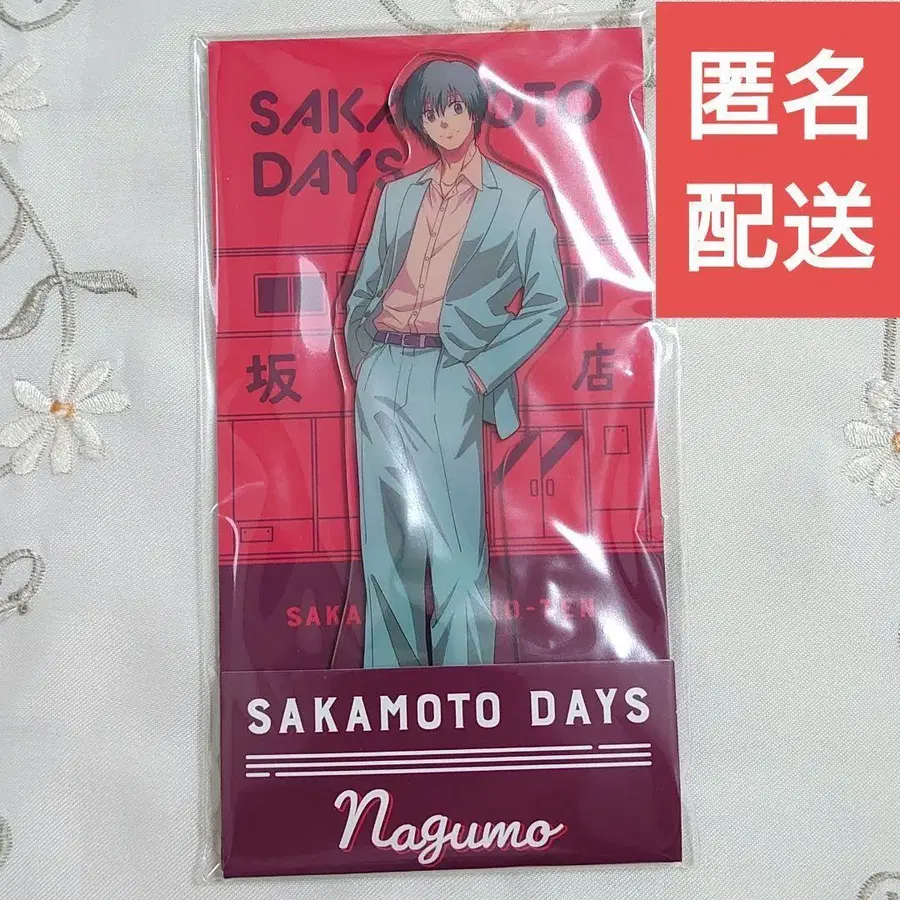 匿名
配送
SAKAMOTO
DAYS
坂
店
SAKA
O-TEN
SAKAMOTO DAYS
Nagumo